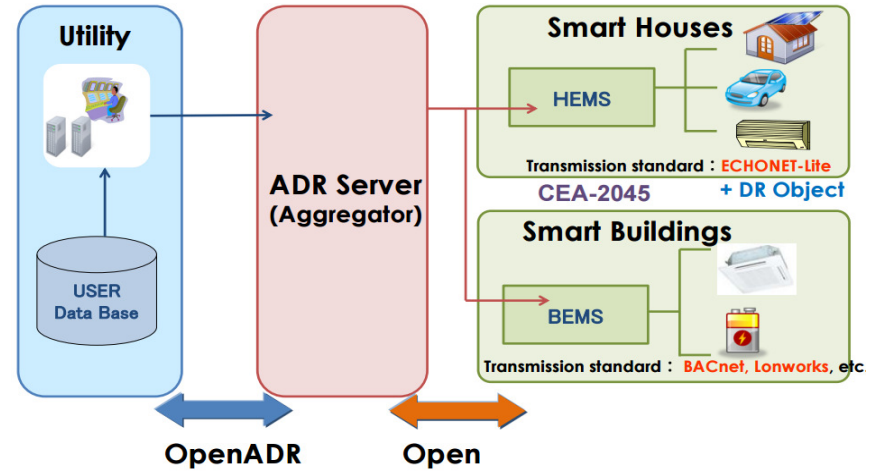 Utility
USER
Data Base
ADR Server
(Aggregator)
Smart Houses
HEMS
Transmission standard : ECHONET-Lite
CEA-2045
+ DR Object
Smart Buildings
BEMS
Transmission standard : BACnet, Lonworks, etc.
OpenADR
Open